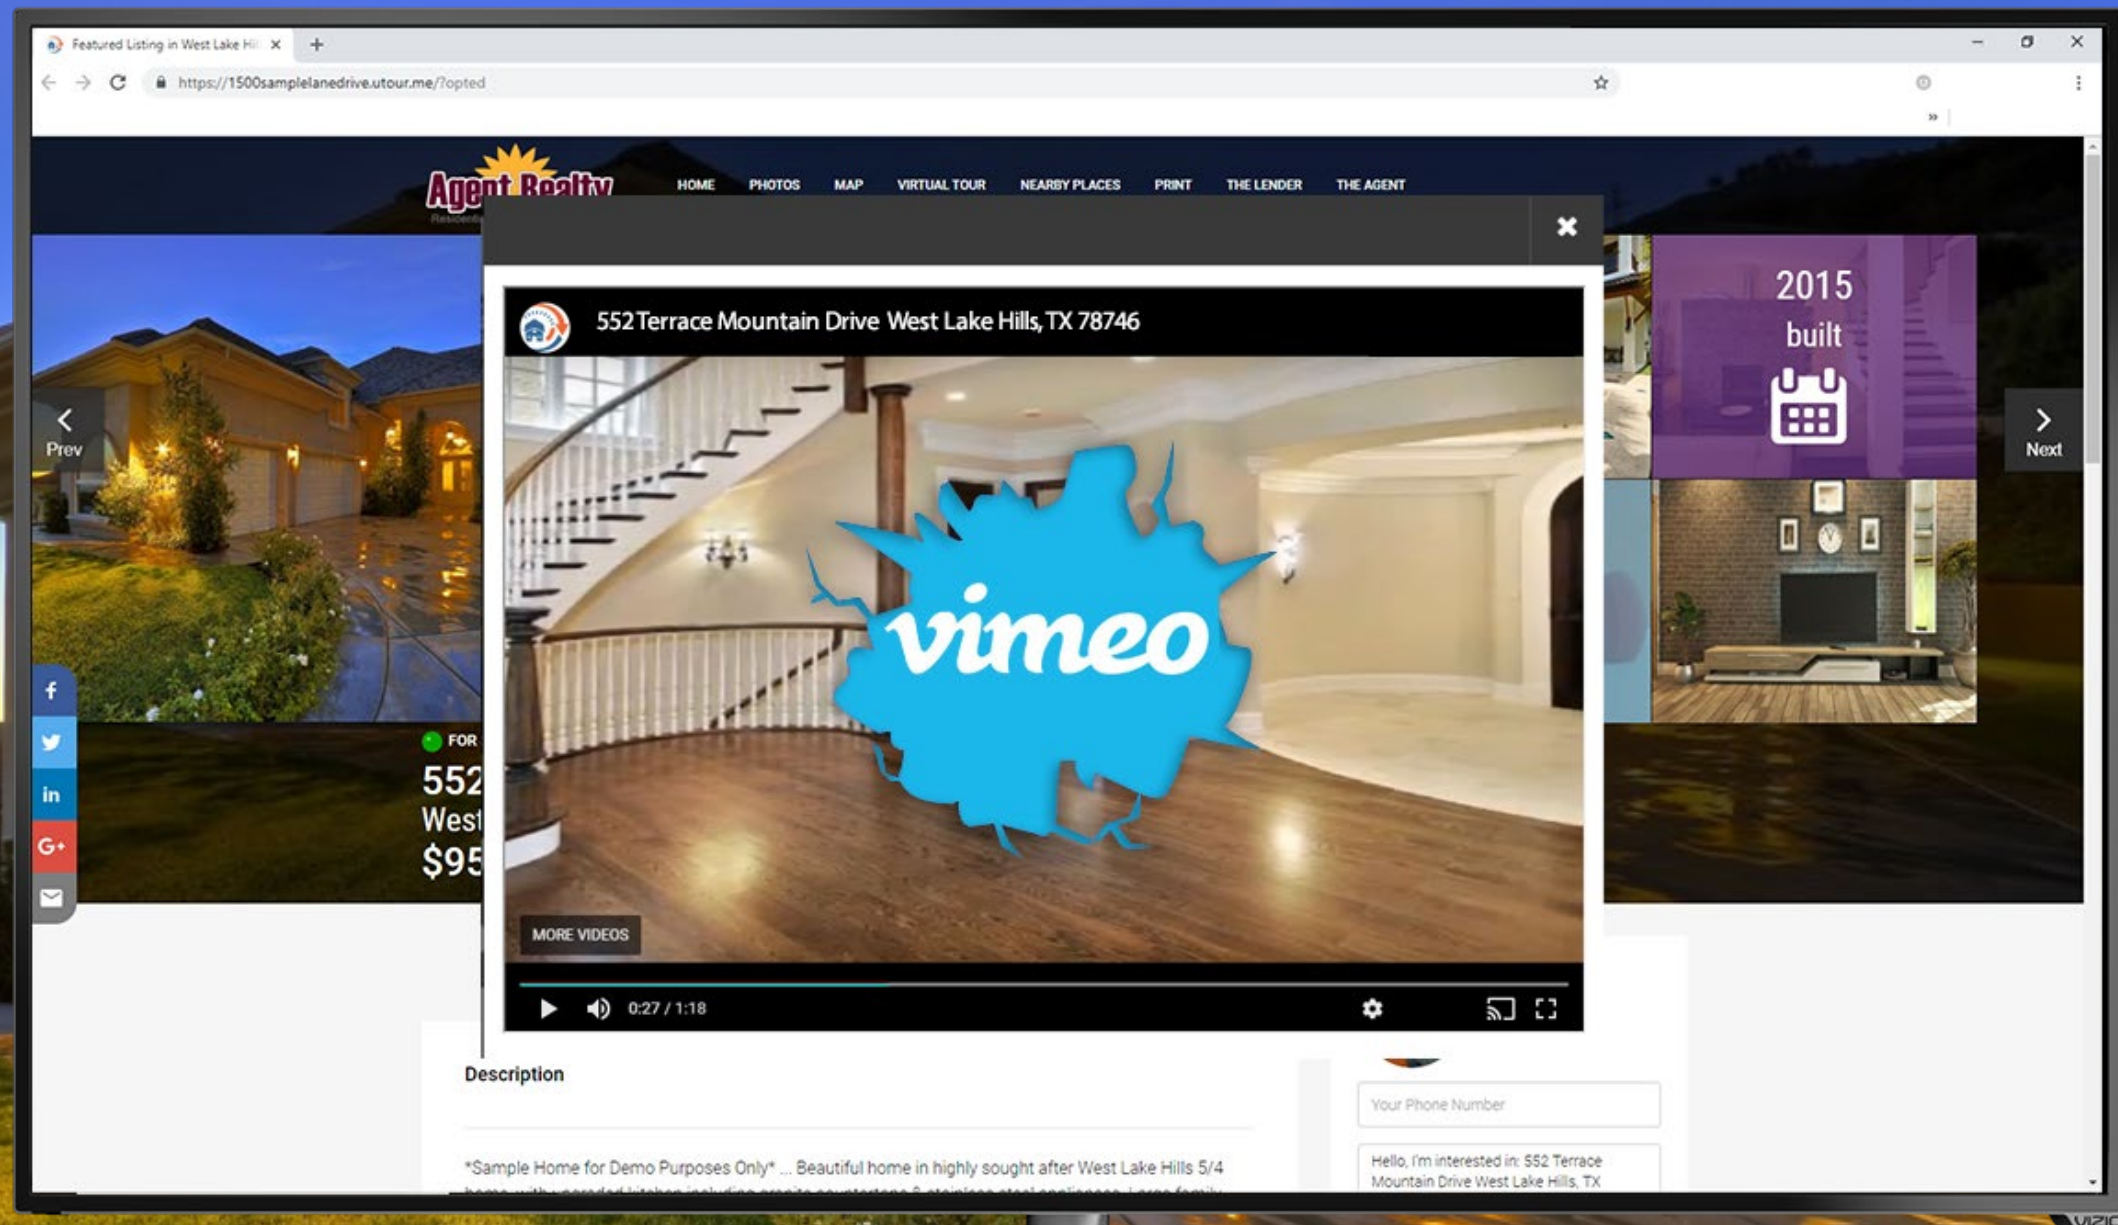 Featured Listing in West Lake Hil
https://1500samplelanedrive.utour.me/?opted
Agent Realty
HOME PHOTOS MAP VIRTUAL TOUR NEARBY PLACES PRINT THE LENDER THE AGENT
552 Terrace Mountain Drive West Lake Hills, TX 78746
2015
built
Prev
Next
vimeo
f
in
G+
FOR
552
West
$95
MORE VIDEOS
0:27 / 1:18
Description
Your Phone Number
*Sample Home for Demo Purposes Only* ... Beautiful home in highly sought after West Lake Hills 5/4
Hello, I'm interested in: 552 Terrace
Mountain Drive West Lake Hills, TX